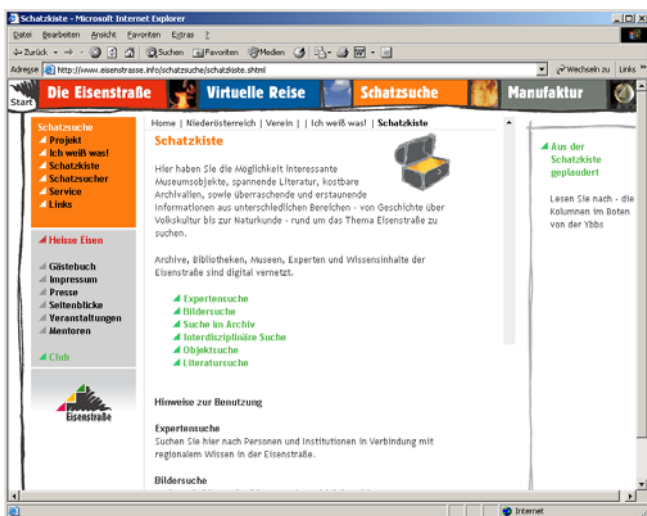 Schatzkiste - Microsoft Internet Explorer
Datei Bearbeiten Ansicht Favoriten Extras ?
Zurück Suchen Favoriten Medien
Adresse http://www.eisenstrasse.info/schatzsuche/schatzkiste.shtml Wechseln zu Links »
Start Die Eisenstraße Virtuelle Reise Schatzsuche Manufaktur
Schatzsuche
Projekt
Ich weiß was!
Schatzkiste
Schatzsucher
Service
Links
Heisse Eisen
Gästebuch
Impressum
Presse
Seitenblicke
Veranstaltungen
Mentoren
Club
Eisenstraße
Home | Niederösterreich | Verein | | Ich weiß was! | Schatzkiste
Schatzkiste
Hier haben Sie die Möglichkeit interessante
Museumsobjekte, spannende Literatur, kostbare
Archivalien, sowie überraschende und erstaunende
Informationen aus unterschiedlichen Bereichen - von Geschichte über
Volkskultur bis zur Naturkunde - rund um das Thema Eisenstraße zu
suchen.
Archive, Bibliotheken, Museen, Experten und Wissensinhalte der
Eisenstraße sind digital vernetzt.
Expertensuche
Bildersuche
Suche im Archiv
Interdisziplinäre Suche
Objektsuche
Literatursuche
Hinweise zur Benutzung
Expertensuche
Suchen Sie hier nach Personen und Institutionen in Verbindung mit
regionalem Wissen in der Eisenstraße.
Bildersuche
Aus der
Schatzkiste
geplaudert
Lesen Sie nach - die
Kolumnen im Boten
von der Ybbs
Internet